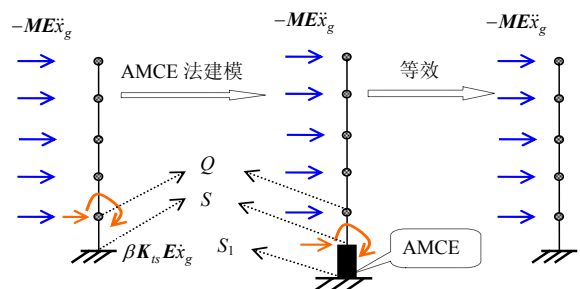 −MEẍg
−MEẍg
−MEẍg
AMCE 法建模
等效
Q
S
βKtsEẋg
S1
AMCE